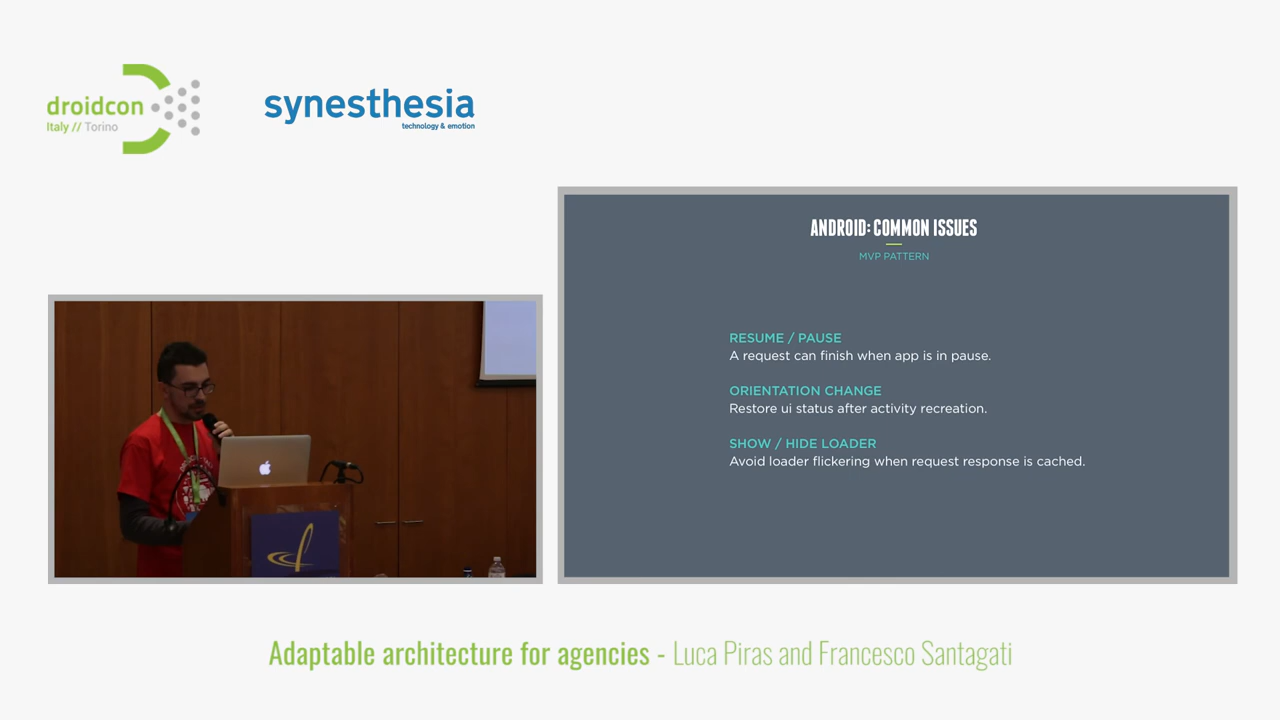 droidcon
Italy // Torino
synesthesia
technology & emotion
ANDROID: COMMON ISSUES
MVP PATTERN
RESUME / PAUSE
A request can finish when app is in pause.
ORIENTATION CHANGE
Restore ui status after activity recreation.
SHOW / HIDE LOADER
Avoid loader flickering when request response is cached.
Adaptable architecture for agencies - Luca Piras and Francesco Santagati